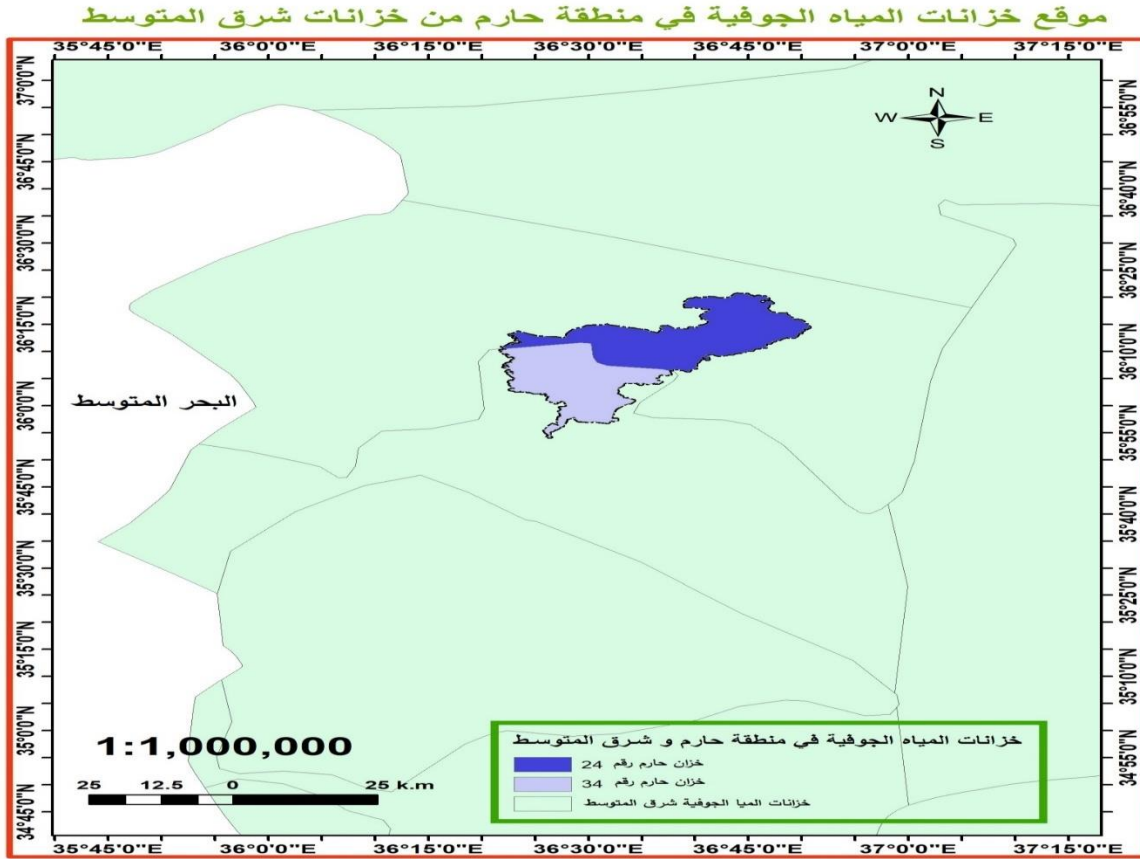 موقع خزانات المياه الجوفية في منطقة حارم من خزانات شرق المتوسط
35°45'0"E 36°0'0"E 36°15'0"E 36°30'0"E 36°45'0"E 37°0'0"E 37°15'0"E
37°0'0"N
36°45'0"N
36°30'0"N
36°15'0"N
36°0'0"N
35°45'0"N
35°30'0"N
35°15'0"N
35°0'0"N
34°45'0"N
36°55'0"N
36°40'0"N
36°25'0"N
36°10'0"N
35°55'0"N
35°40'0"N
35°25'0"N
35°10'0"N
34°55'0"N
N
W E
S
البحر المتوسط
1:1,000,000
25 12.5 0 25 k.m
خزانات المياه الجوفية في منطقة حارم و شرق المتوسط
خزان حارم رقم 24
خزان حارم رقم 34
خزانات الميا الجوفية شرق المتوسط
35°45'0"E 36°0'0"E 36°15'0"E 36°30'0"E 36°45'0"E 37°0'0"E 37°15'0"E